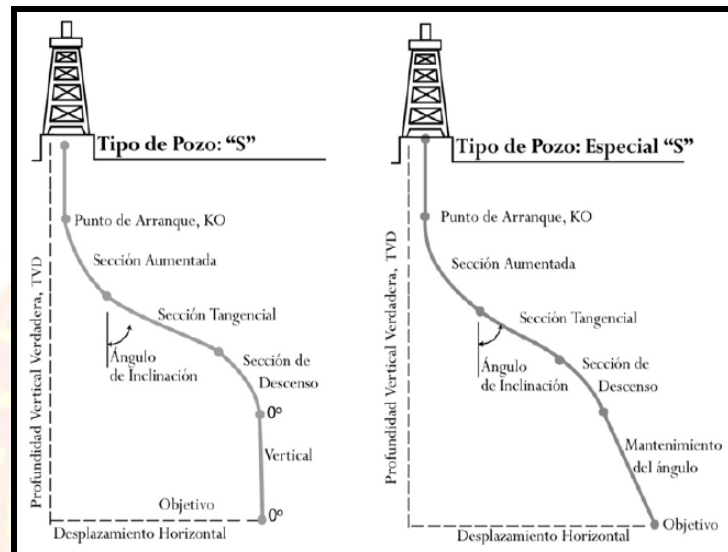 Tipo de Pozo: “S”
Punto de Arranque, KO
Sección Aumentada
Sección Tangencial
Ángulo
de Inclinación
Sección de
Descenso
0º
Vertical
Objetivo
0º
Profundidad Vertical Verdadera, TVD
Desplazamiento Horizontal
Tipo de Pozo: Especial “S”
Punto de Arranque, KO
Sección Aumentada
Sección Tangencial
Ángulo
de Inclinación
Sección de
Descenso
Mantenimiento
del ángulo
Objetivo
Profundidad Vertical Verdadera, TVD
Desplazamiento Horizontal